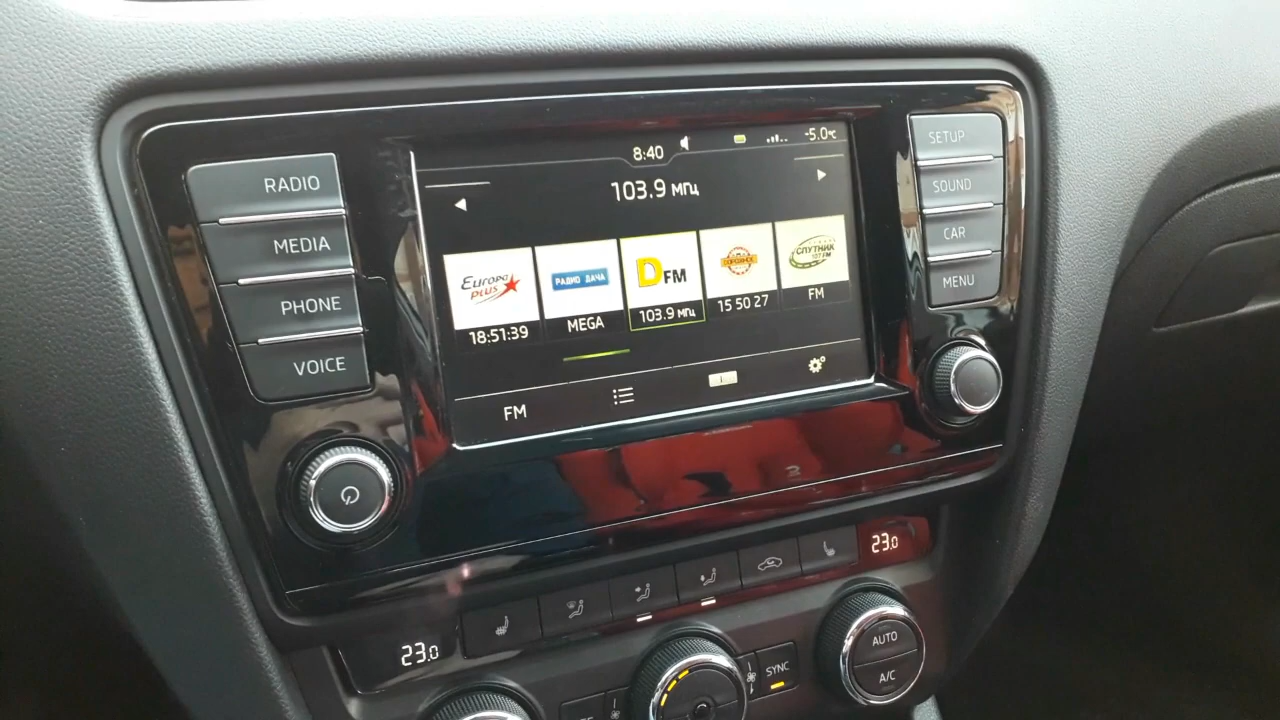 RADIO
MEDIA
PHONE
VOICE
8:40
-5.0°C
103.9 МГц
Europa
plus
18:51:39
РАДИО ДАЧА
MEGA
D FM
103.9 МГц
15 50 27
СПУТНИК
107 FM
FM
FM
SETUP
SOUND
CAR
MENU
23.0
23.0
SYNC
AUTO
A/C